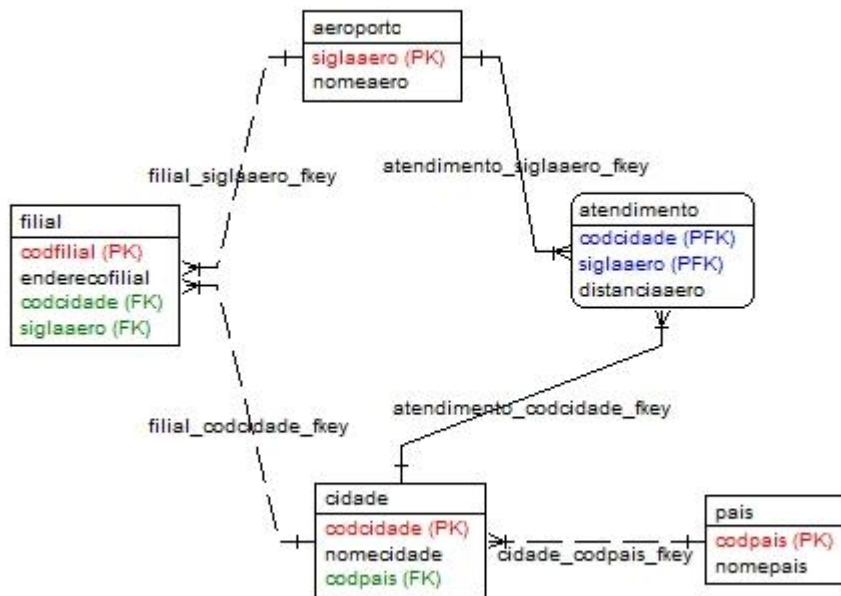 aeroporto
siglaaero (PK)
nomeaero
filial_siglaaero_fkey
atendimento_siglaaero_fkey
filial
codfilial (PK)
enderecofilial
codcidade (FK)
siglaaero (FK)
atendimento
codcidade (PFK)
siglaaero (PFK)
distanciaaero
filial_codcidade_fkey
atendimento_codcidade_fkey
cidade
codcidade (PK)
nomecidade
codpais (FK)
cidade_codpais_fkey
pais
codpais (PK)
nomepais